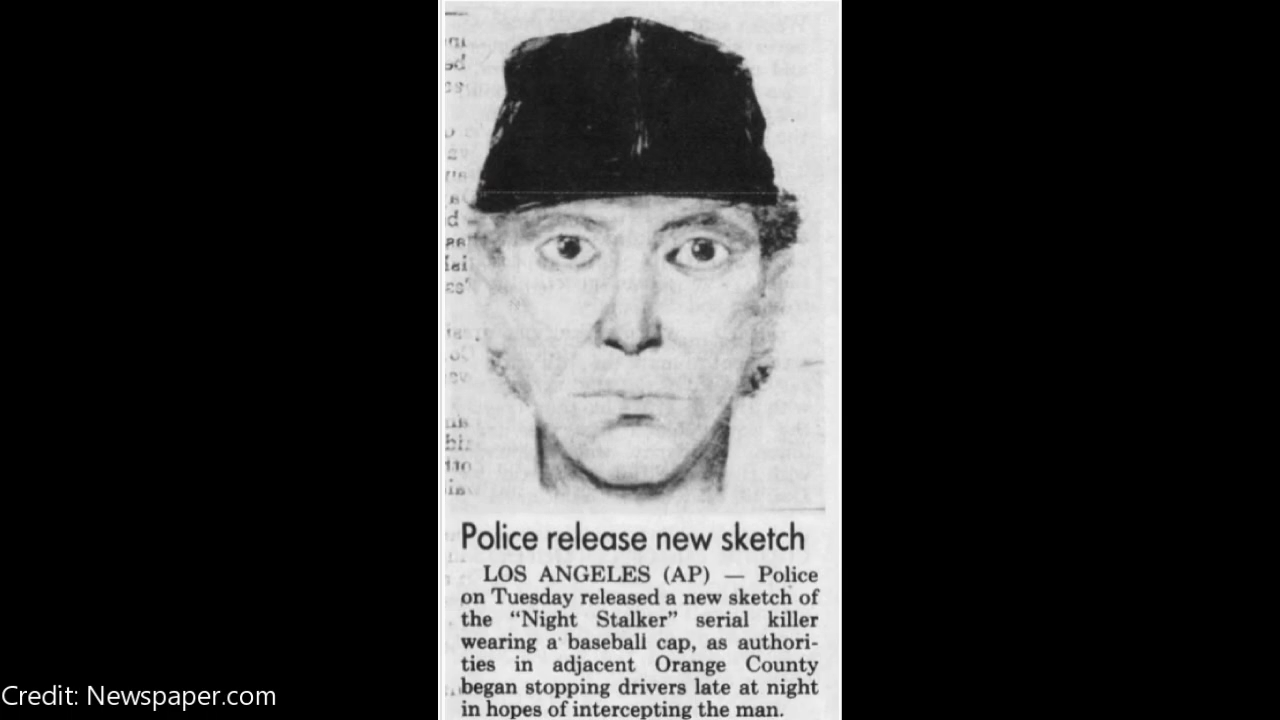 Police release new sketch
LOS ANGELES (AP) — Police
on Tuesday released a new sketch of
the “Night Stalker” serial killer
wearing a baseball cap, as authori-
ties in adjacent Orange County
began stopping drivers late at night
in hopes of intercepting the man.
Credit: Newspaper.com